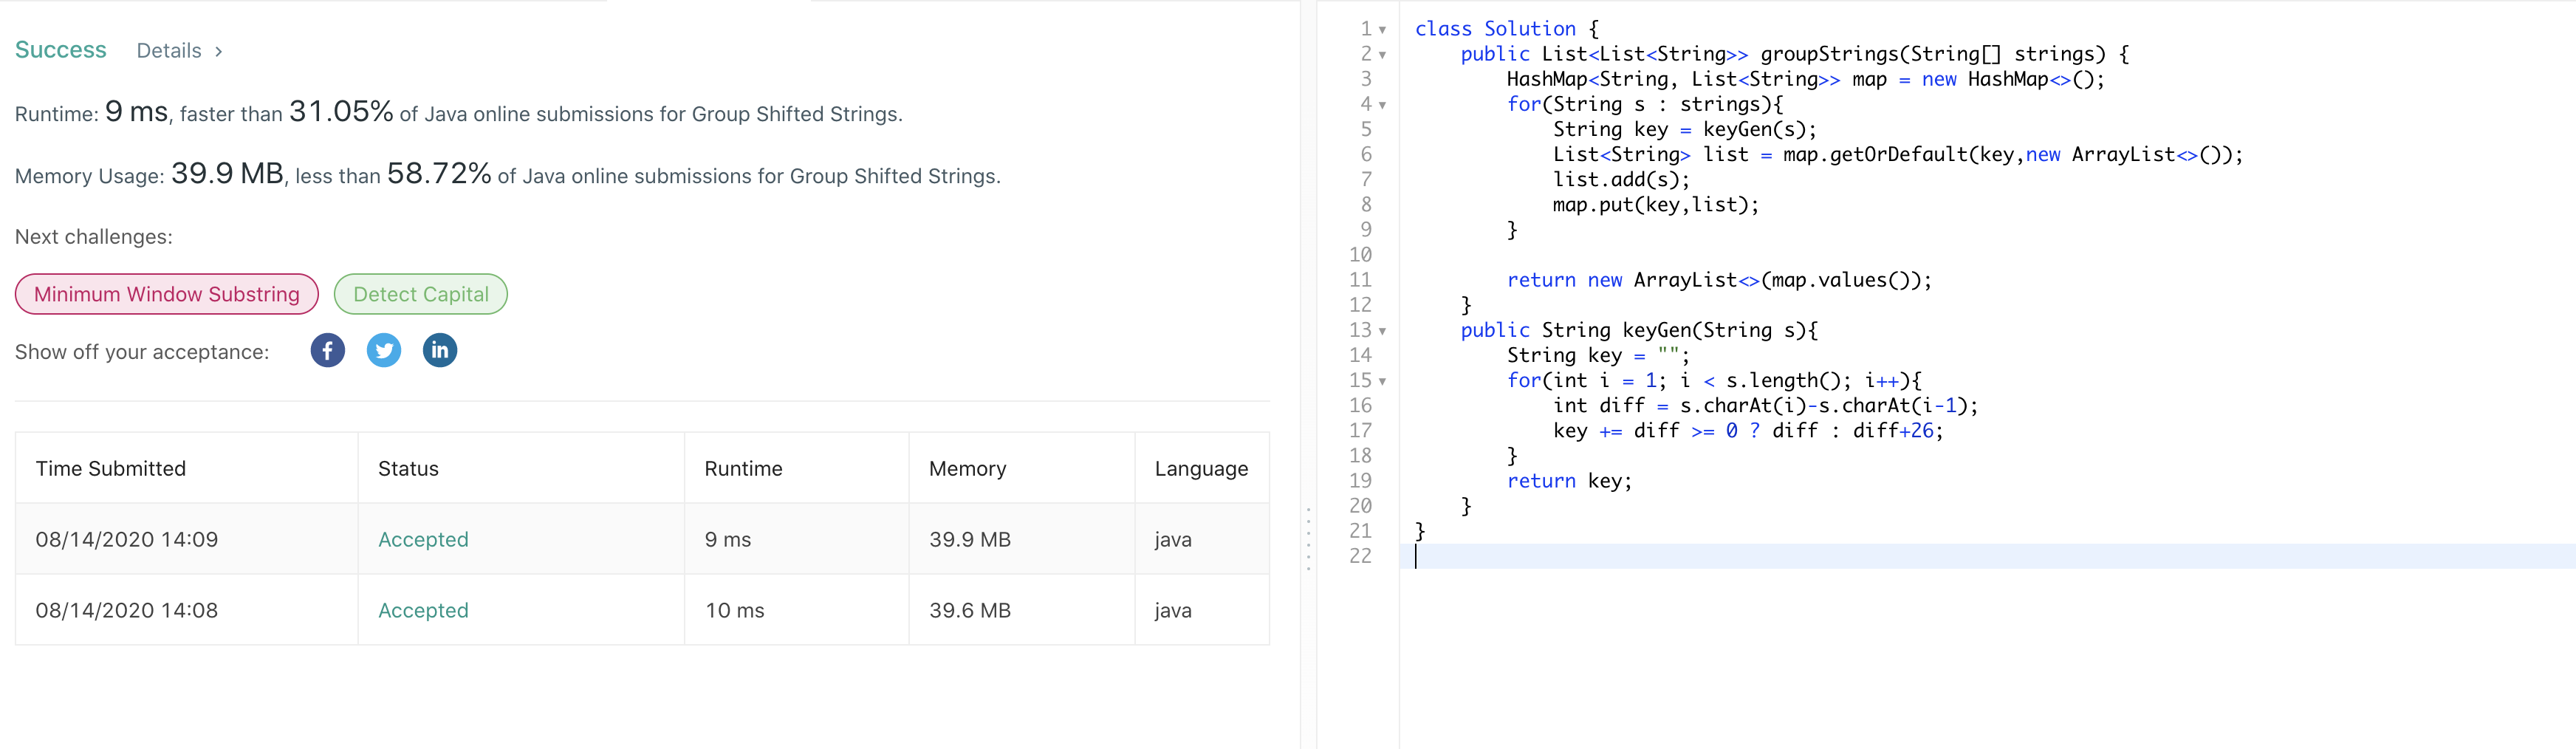 Success Details >
Runtime: 9 ms, faster than 31.05% of Java online submissions for Group Shifted Strings.
Memory Usage: 39.9 MB, less than 58.72% of Java online submissions for Group Shifted Strings.
Next challenges:
Minimum Window Substring Detect Capital
Show off your acceptance: f in
Time Submitted Status Runtime Memory Language
08/14/2020 14:09 Accepted 9 ms 39.9 MB java
08/14/2020 14:08 Accepted 10 ms 39.6 MB java
1 class Solution {
2     public List<List<String>> groupStrings(String[] strings) {
3         HashMap<String, List<String>> map = new HashMap<>();
4         for(String s : strings){
5             String key = keyGen(s);
6             List<String> list = map.getOrDefault(key,new ArrayList<>());
7             list.add(s);
8             map.put(key,list);
9         }
10
11         return new ArrayList<>(map.values());
12     }
13     public String keyGen(String s){
14         String key = "";
15         for(int i = 1; i < s.length(); i++){
16             int diff = s.charAt(i)-s.charAt(i-1);
17             key += diff >= 0 ? diff : diff+26;
18         }
19         return key;
20     }
21 }
22